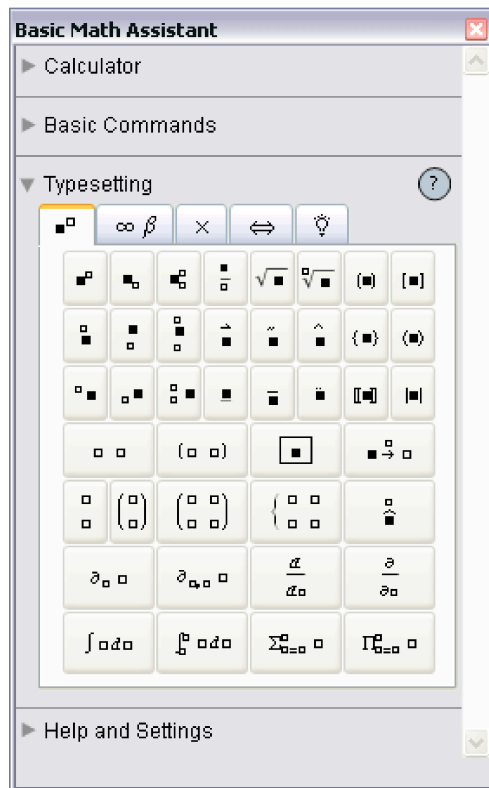 Basic Math Assistant
Calculator
Basic Commands
Typesetting ?
■▫ ∞ β × ⇔
■▫ ■▫ ■▫▫ ■/▫ √■ ▫√■ (■) [■]
{■} (■)
▫■ ▫■ ▫▫■ ⟦■⟧ |■|
▫ ▫ (▫ ▫) ■ ■→▫
∂▫ ▫ ∂▫,▫ ▫ d/d▫ ∂/∂▫
∫▫d▫ ∫▫▫ ▫d▫ Σ▫▫=▫ ▫ Π▫▫=▫ ▫
Help and Settings